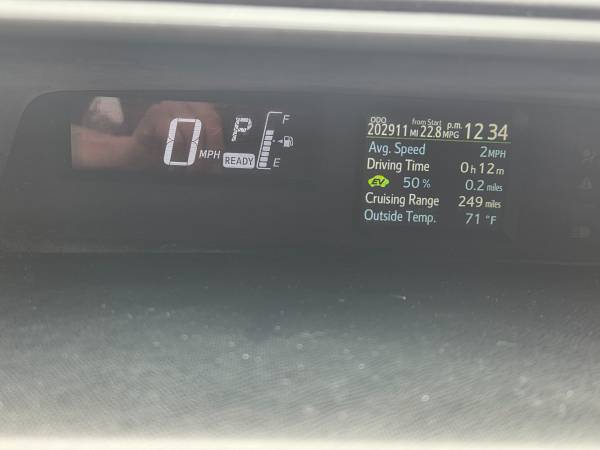 0 MPH
P
READY
F
E
ODO from Start p.m.
202911 MI 22.8 MPG 12 34
Avg. Speed 2 MPH
Driving Time 0 h 12 m
EV 50 % 0.2 miles
Cruising Range 249 miles
Outside Temp. 71 °F